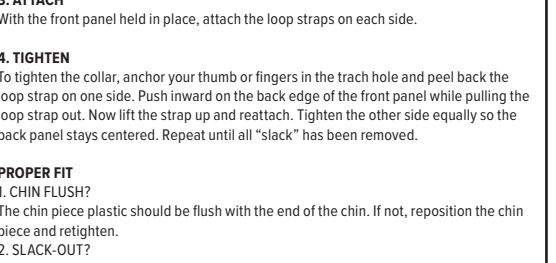 3. ATTACH
With the front panel held in place, attach the loop straps on each side.
4. TIGHTEN
To tighten the collar, anchor your thumb or fingers in the trach hole and peel back the
loop strap on one side. Push inward on the back edge of the front panel while pulling the
loop strap out. Now lift the strap up and reattach. Tighten the other side equally so the
back panel stays centered. Repeat until all “slack” has been removed.
PROPER FIT
1. CHIN FLUSH?
The chin piece plastic should be flush with the end of the chin. If not, reposition the chin
piece and retighten.
2. SLACK-OUT?